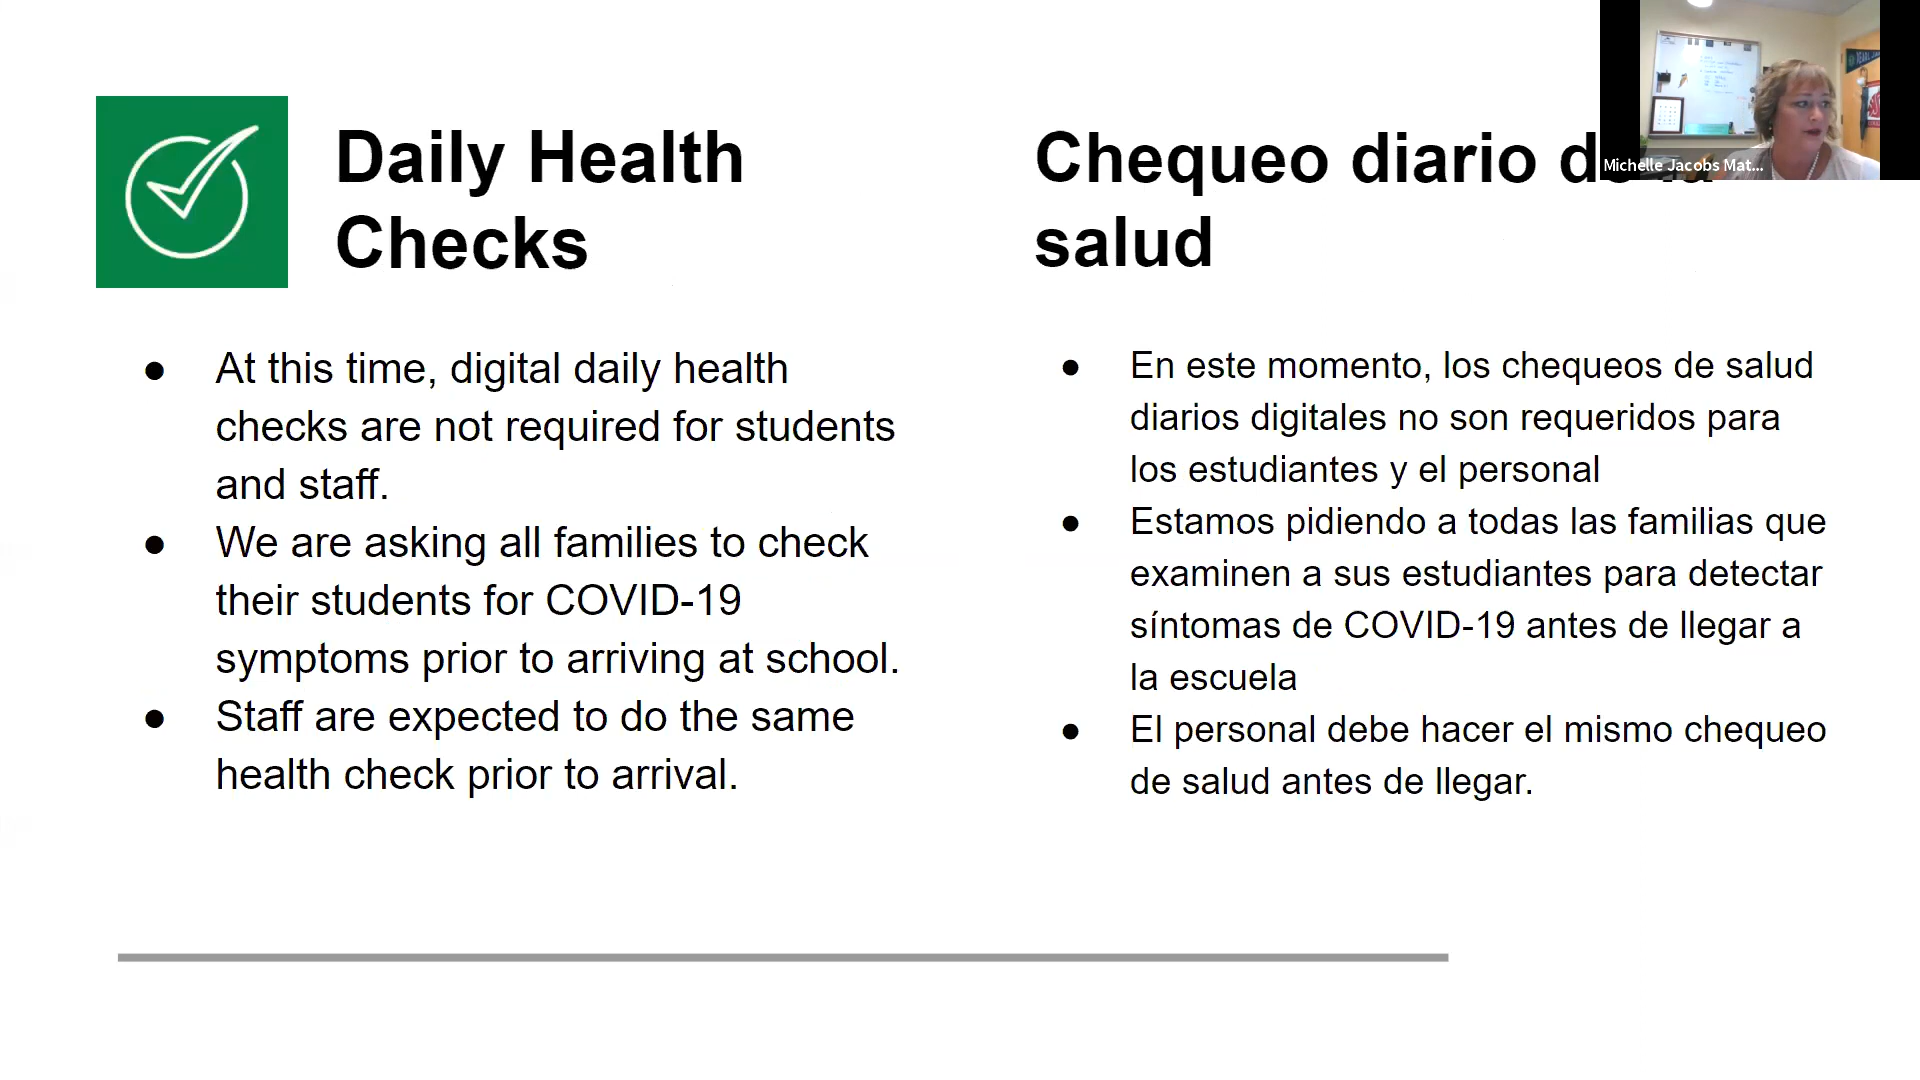 Daily Health
Checks
At this time, digital daily health
checks are not required for students
and staff.
We are asking all families to check
their students for COVID-19
symptoms prior to arriving at school.
Staff are expected to do the same
health check prior to arrival.
Chequeo diario
salud
En este momento, los chequeos de salud
diarios digitales no son requeridos para
los estudiantes y el personal
Estamos pidiendo a todas las familias que
examinen a sus estudiantes para detectar
síntomas de COVID-19 antes de llegar a
la escuela
El personal debe hacer el mismo chequeo
de salud antes de llegar.
Michelle Jacobs Mat...